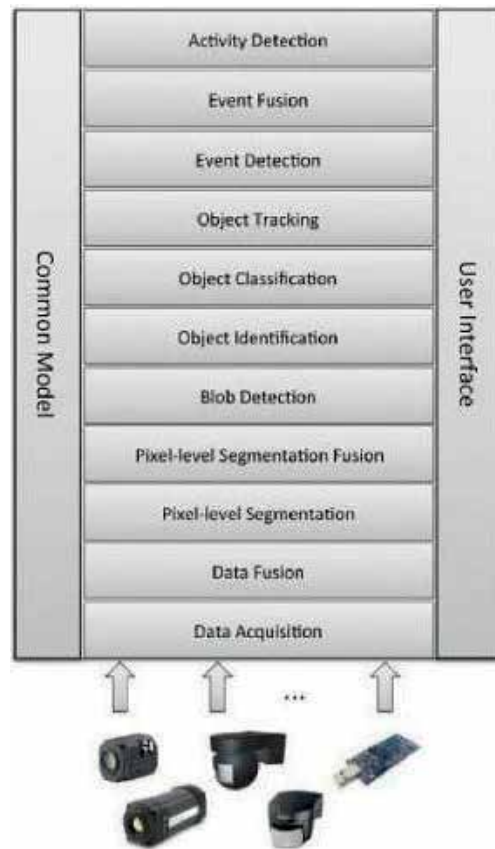 Activity Detection
Event Fusion
Event Detection
Object Tracking
Object Classification
Object Identification
Blob Detection
Pixel-level Segmentation Fusion
Pixel-level Segmentation
Data Fusion
Data Acquisition
Common Model
User Interface
...